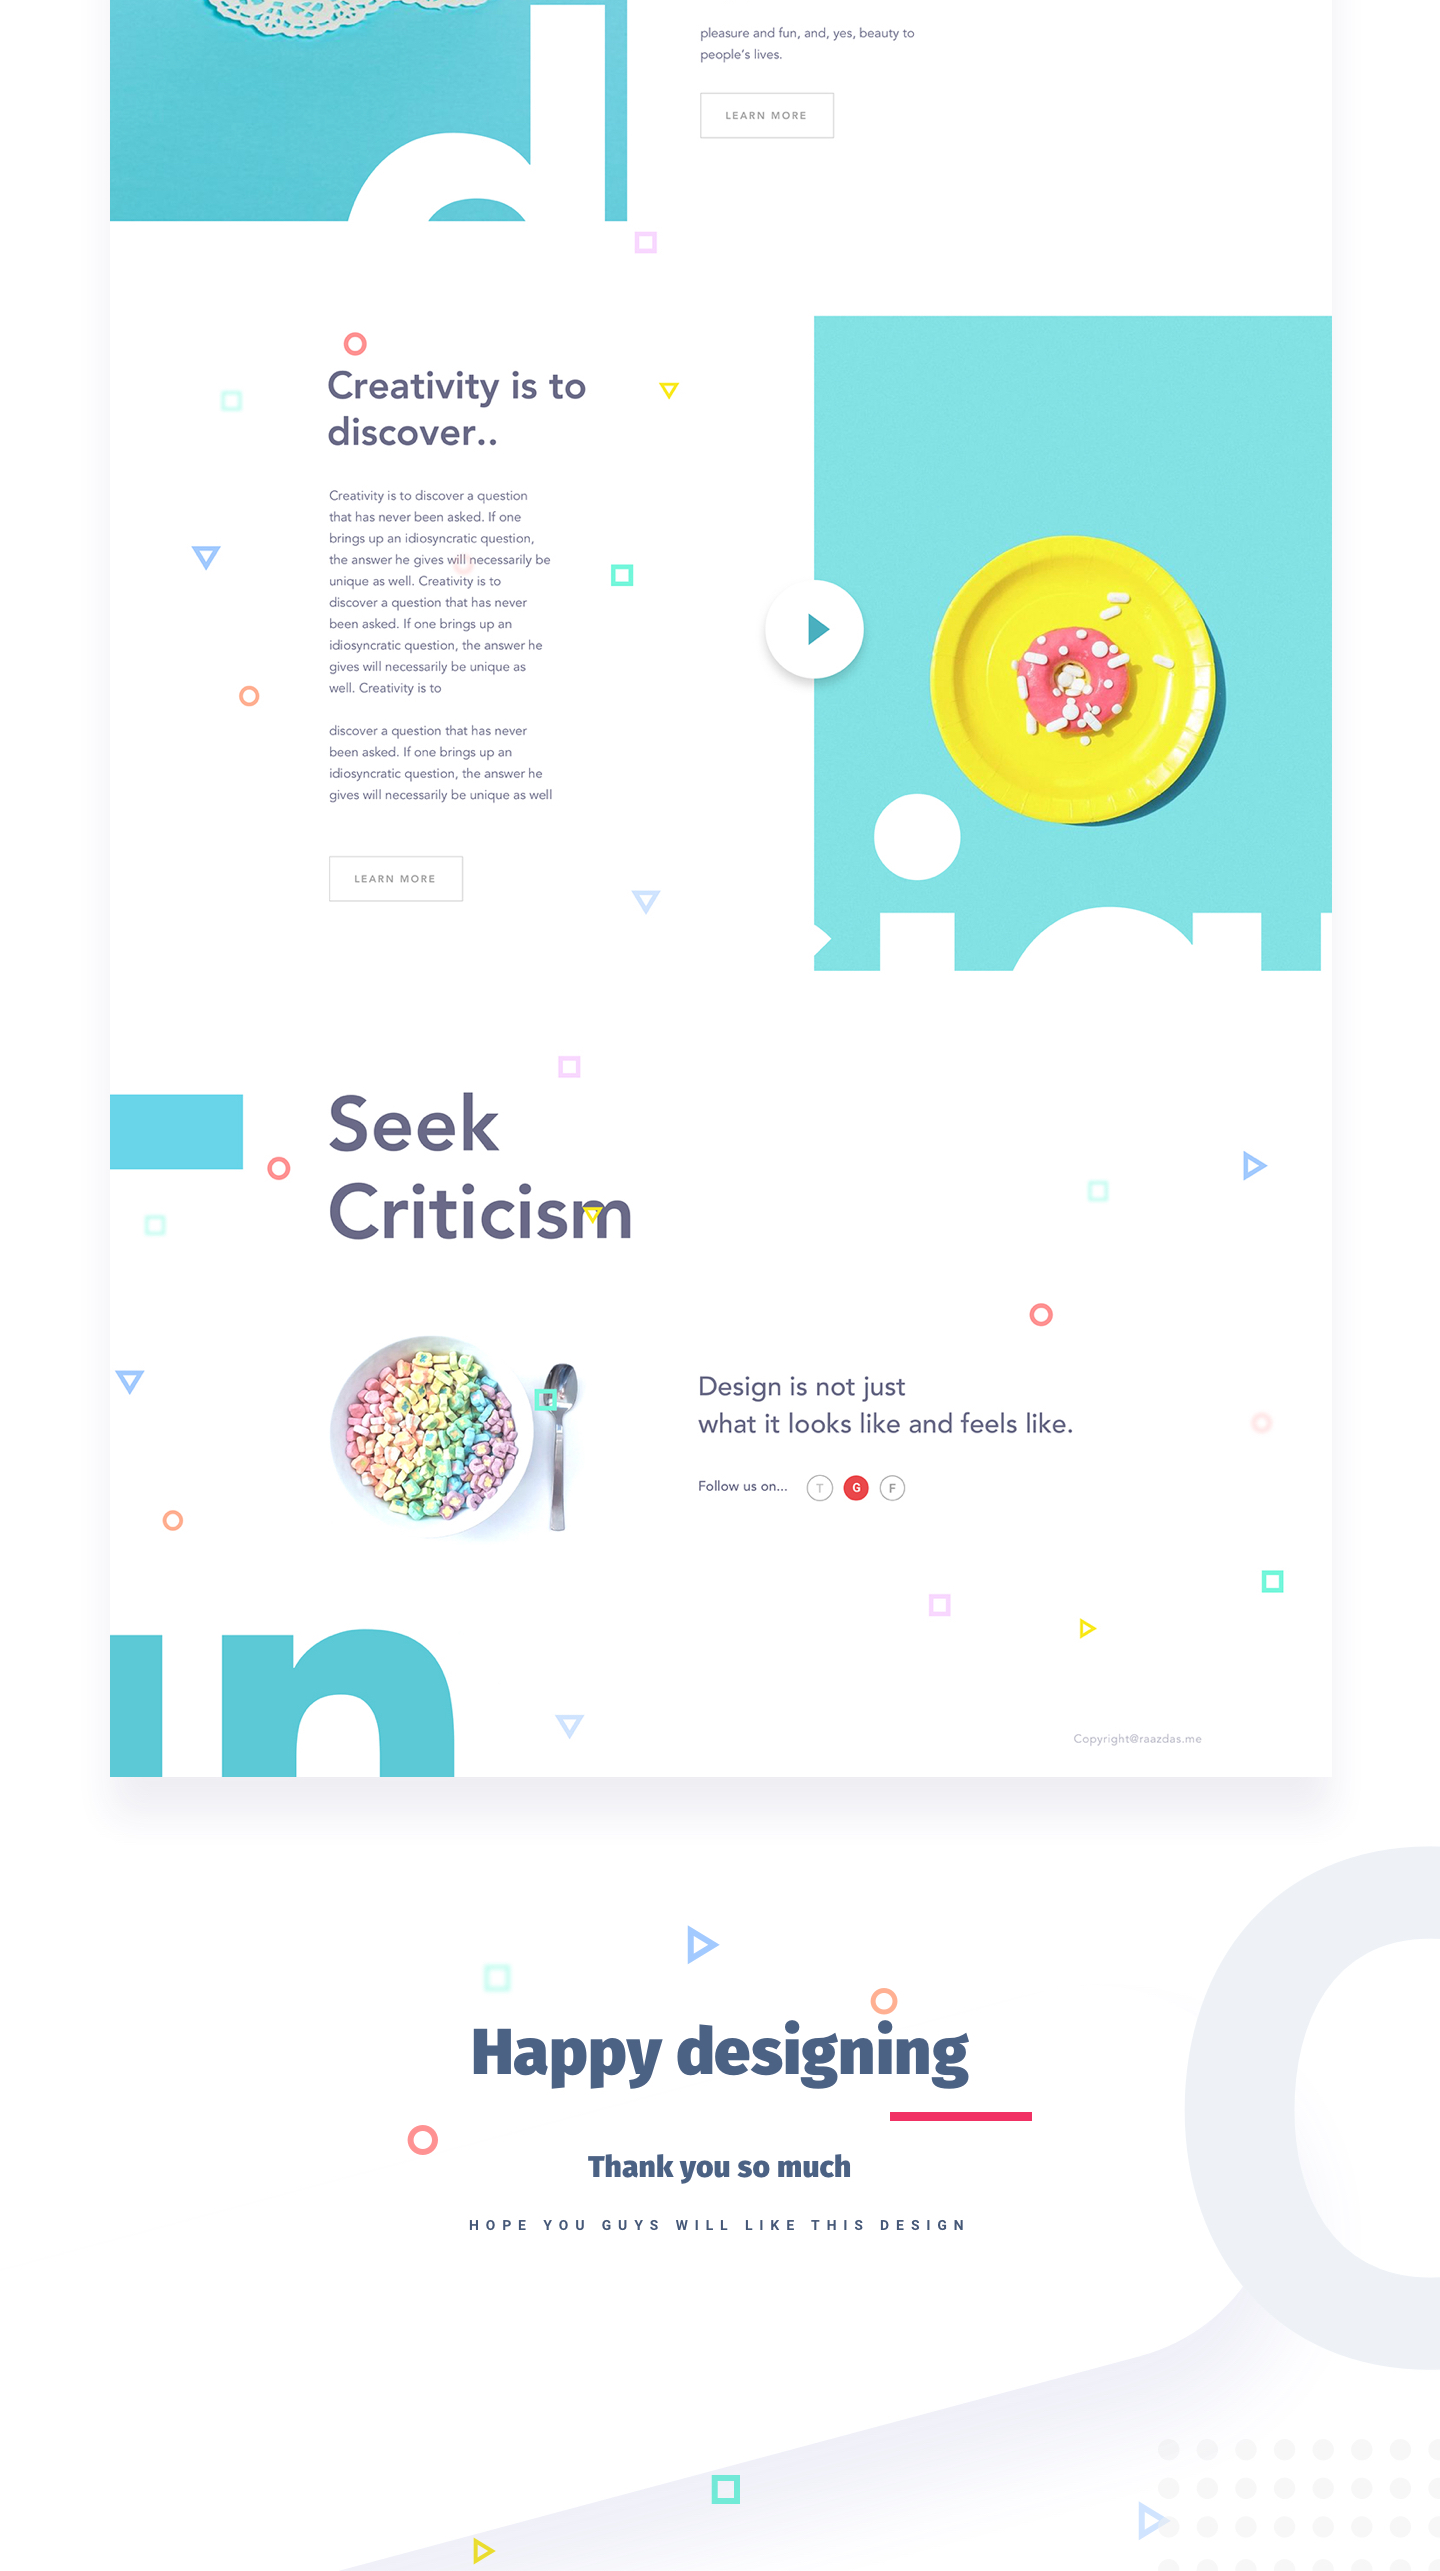 pleasure and fun, and, yes, beauty to
people's lives.
LEARN MORE
Creativity is to
discover..
Creativity is to discover a question
that has never been asked. If one
brings up an idiosyncratic question,
the answer he gives will necessarily be
unique as well. Creativity is to
discover a question that has never
been asked. If one brings up an
idiosyncratic question, the answer he
gives will necessarily be unique as
well. Creativity is to
discover a question that has never
been asked. If one brings up an
idiosyncratic question, the answer he
gives will necessarily be unique as well
LEARN MORE
Seek
Criticism
Design is not just
what it looks like and feels like.
Follow us on... T G F
in
Copyright@raazdas.me
Happy designing
Thank you so much
HOPE YOU GUYS WILL LIKE THIS DESIGN